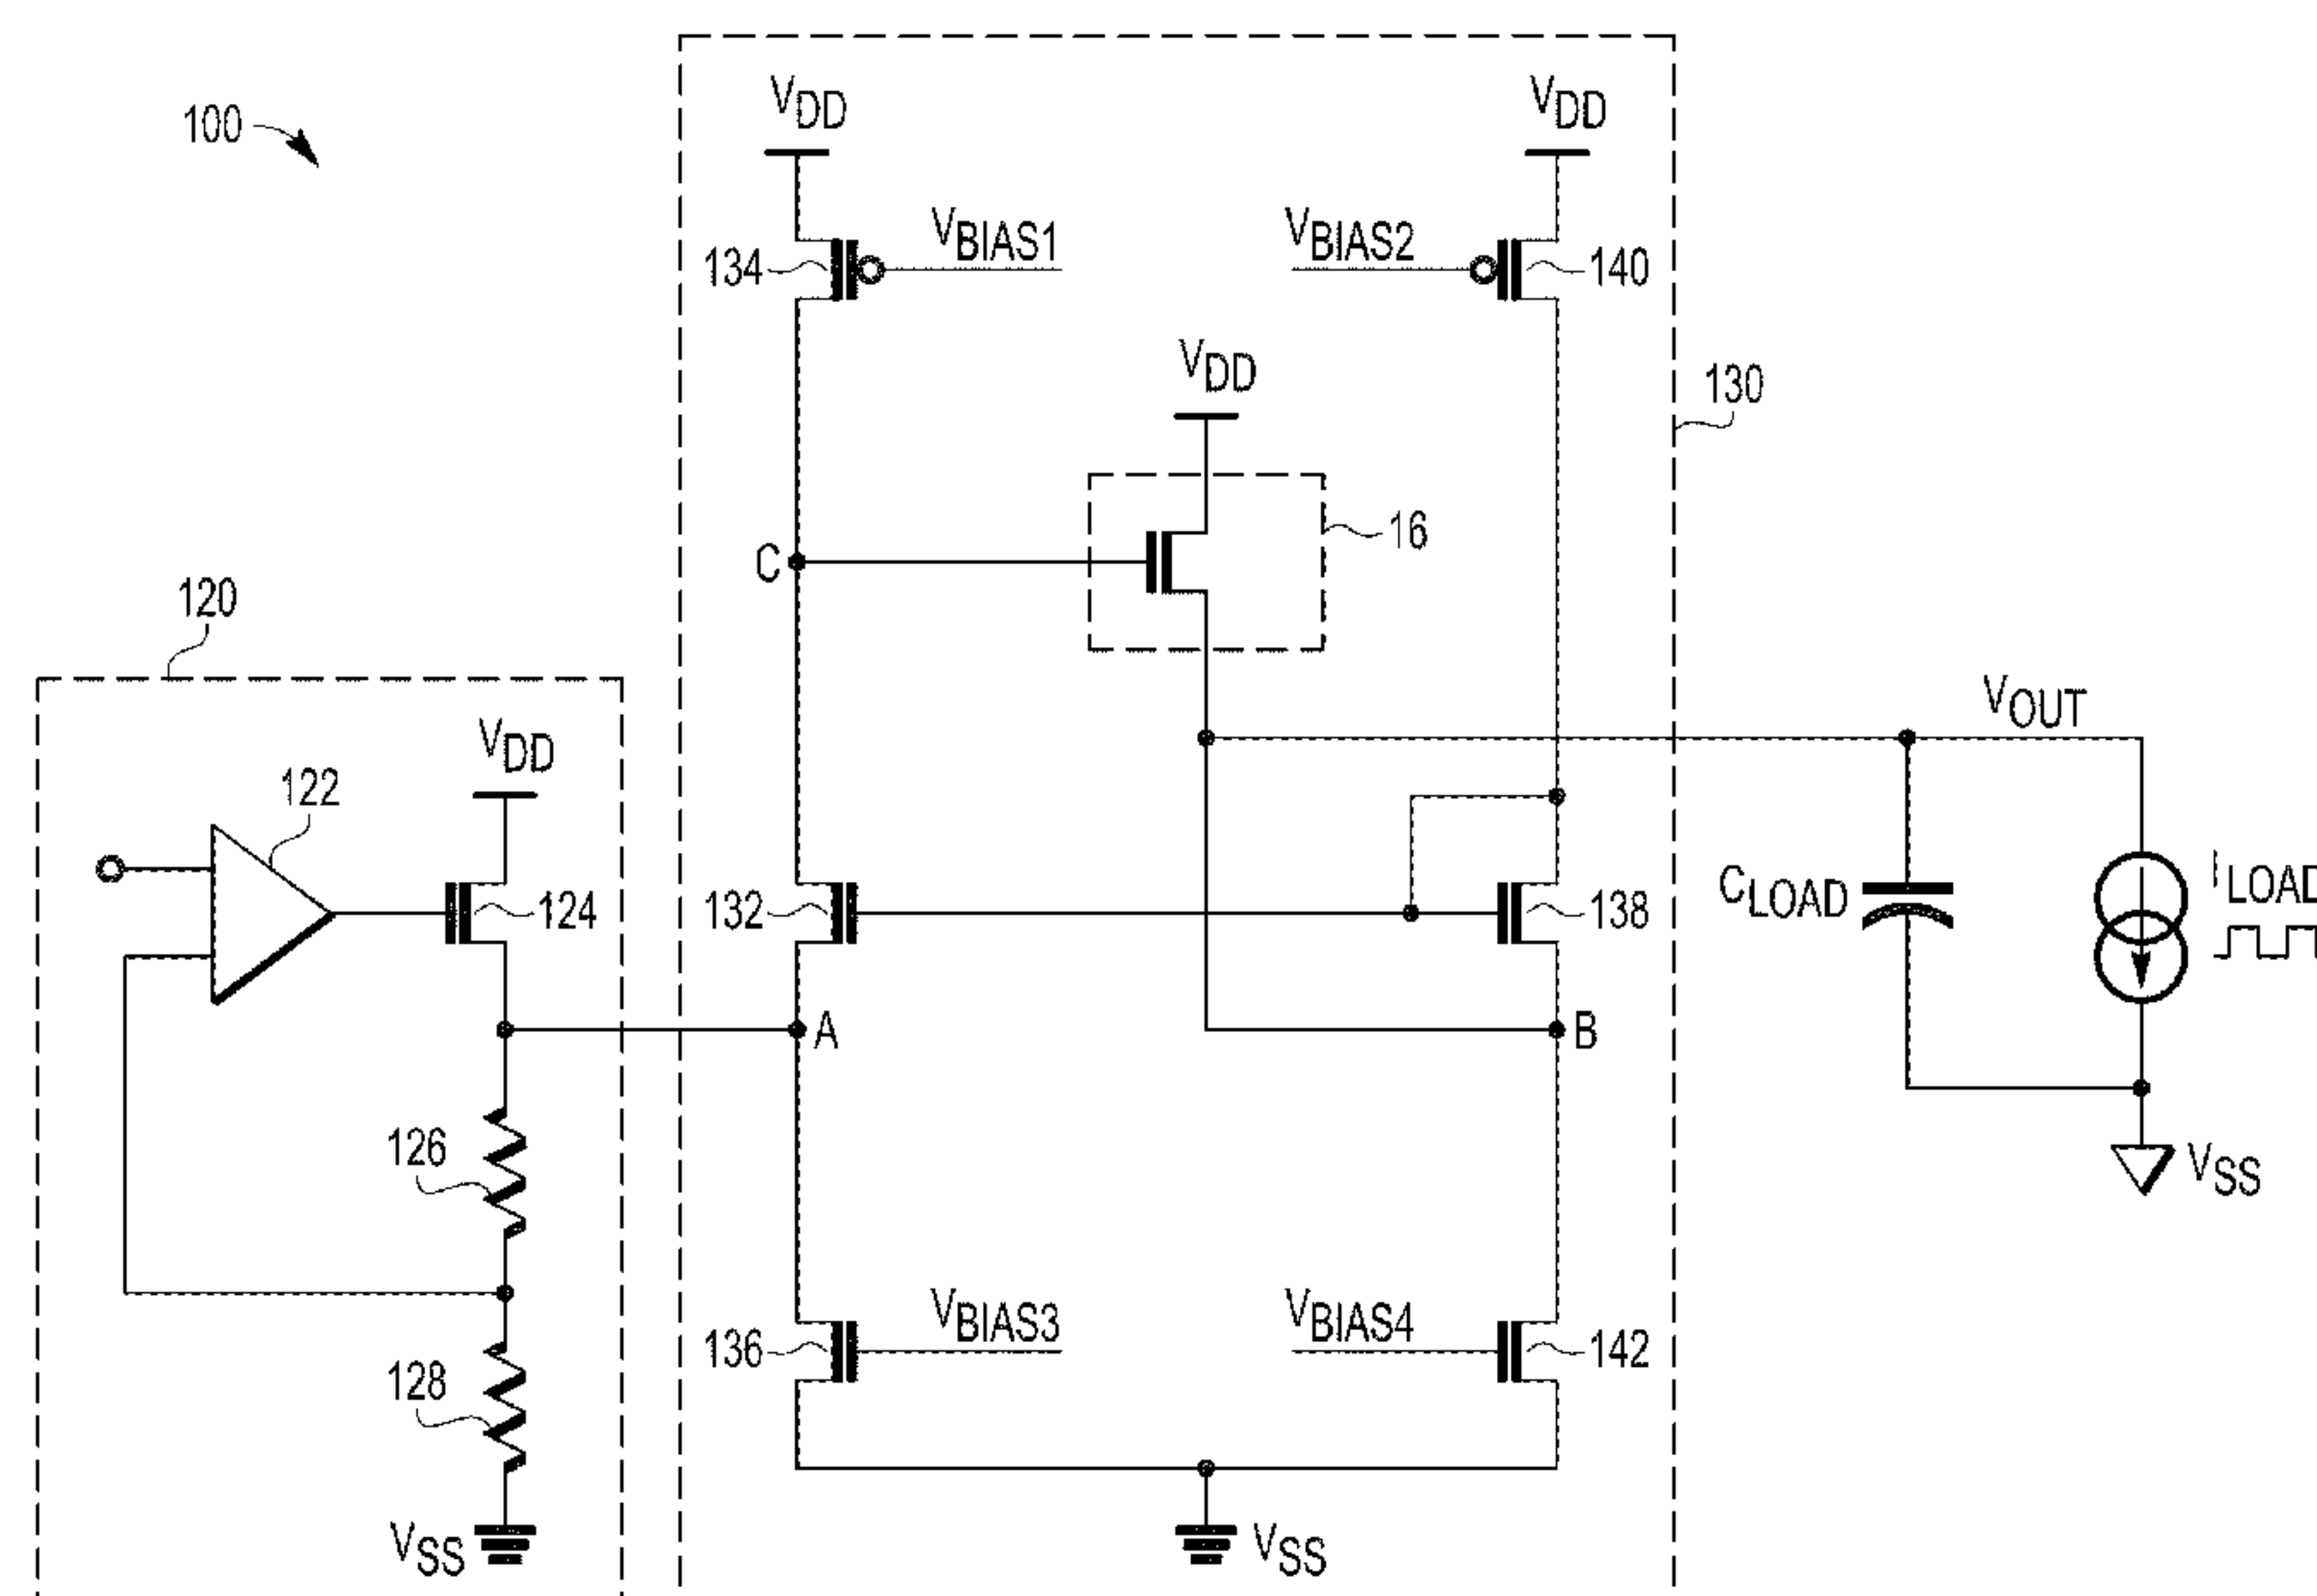 100
VDD
VDD
134
VBIAS1
VBIAS2
140
VDD
130
C
16
120
VOUT
VDD
122
124
132
138
CLOAD
ILOAD
A
B
126
VSS
136
VBIAS3
VBIAS4
142
128
VSS
VSS